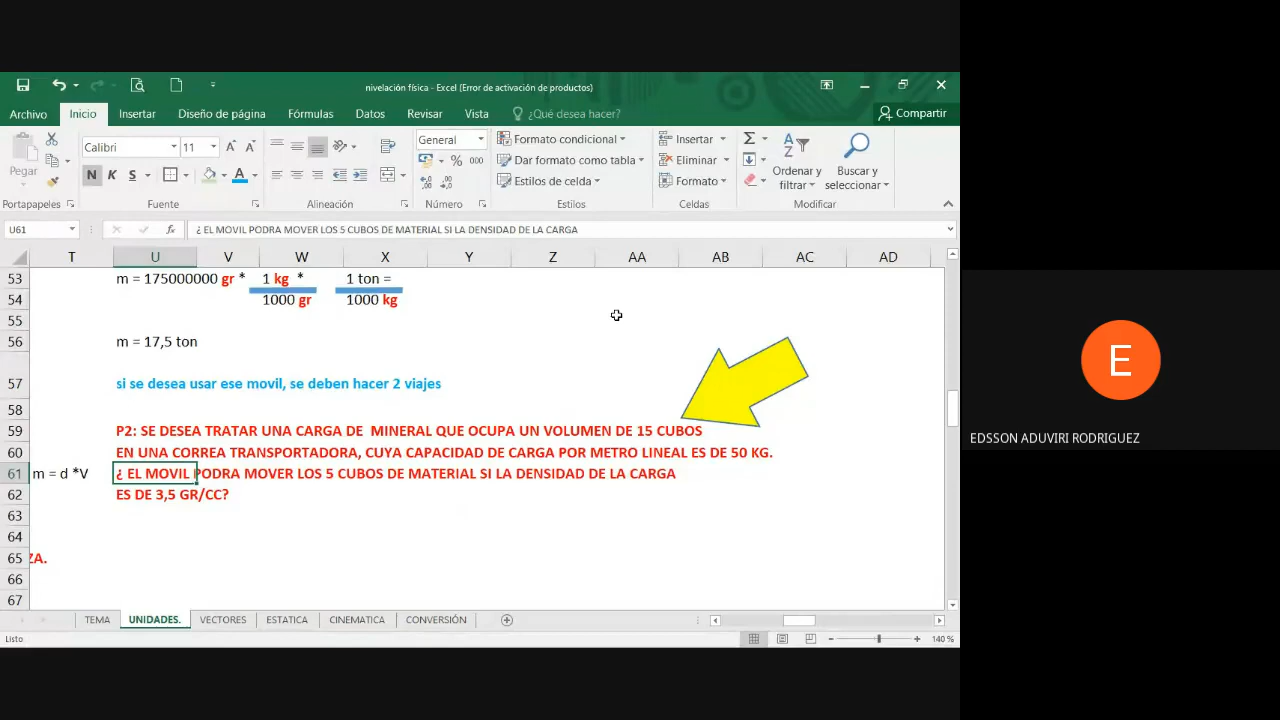 nivelación física - Excel (Error de activación de productos)
Archivo Inicio Insertar Diseño de página Fórmulas Datos Revisar Vista ¿Qué desea hacer? Compartir
Pegar
Calibri 11
N K S
General
% 000
Formato condicional
Dar formato como tabla
Estilos de celda
Insertar
Eliminar
Formato
Ordenar y filtrar
Buscar y seleccionar
Portapapeles Fuente Alineación Número Estilos Celdas Modificar
U61 fx ¿ EL MOVIL PODRA MOVER LOS 5 CUBOS DE MATERIAL SI LA DENSIDAD DE LA CARGA
T U V W X Y Z AA AB AC AD
53 m = 175000000 gr * 1 kg * 1 ton =
54 1000 gr 1000 kg
55
56 m = 17,5 ton
57 si se desea usar ese movil, se deben hacer 2 viajes
58
59 P2: SE DESEA TRATAR UNA CARGA DE MINERAL QUE OCUPA UN VOLUMEN DE 15 CUBOS
60 EN UNA CORREA TRANSPORTADORA, CUYA CAPACIDAD DE CARGA POR METRO LINEAL ES DE 50 KG.
61 m = d *V ¿ EL MOVIL PODRA MOVER LOS 5 CUBOS DE MATERIAL SI LA DENSIDAD DE LA CARGA
62 ES DE 3,5 GR/CC?
63
64
65 ZA.
66
67
TEMA UNIDADES. VECTORES ESTATICA CINEMATICA CONVERSIÓN
Listo 140 %
E
EDSSON ADUVIRI RODRIGUEZ